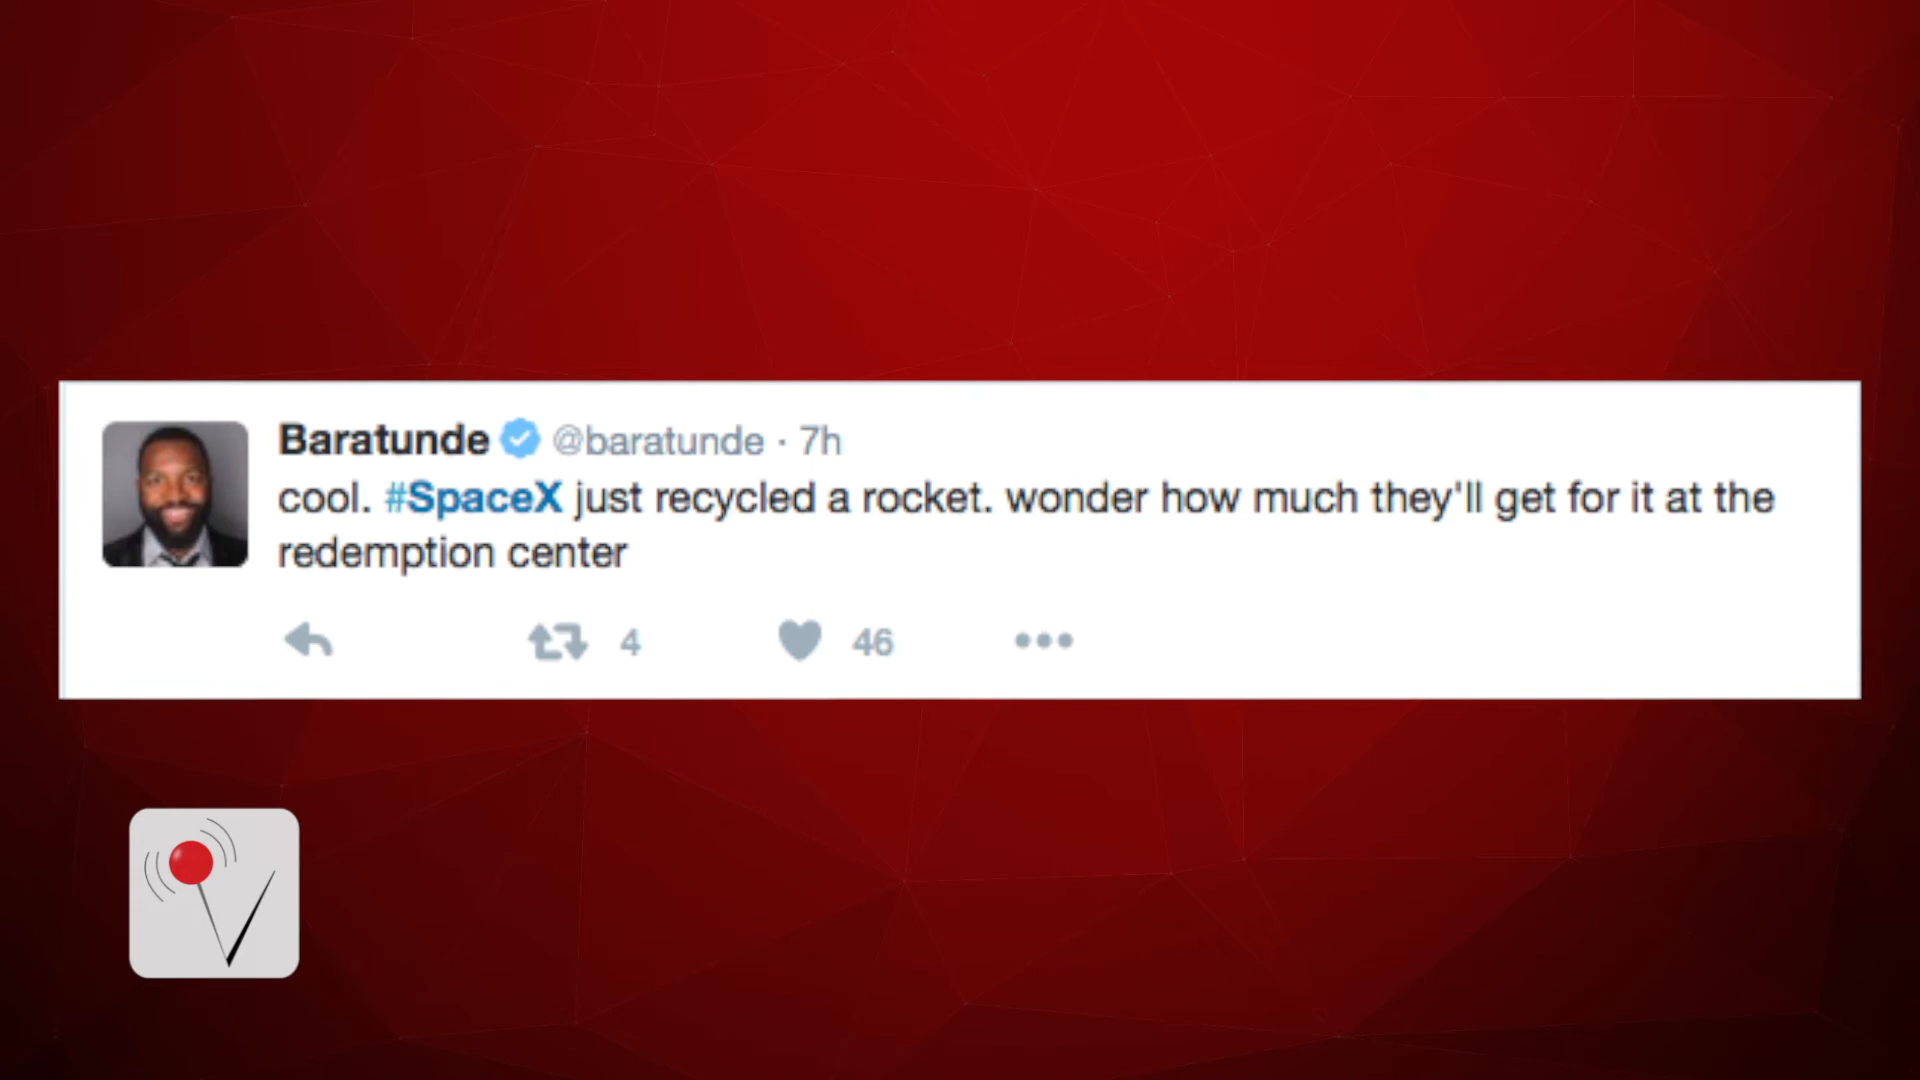 Baratunde @baratunde · 7h
cool. #SpaceX just recycled a rocket. wonder how much they'll get for it at the
redemption center
4 46